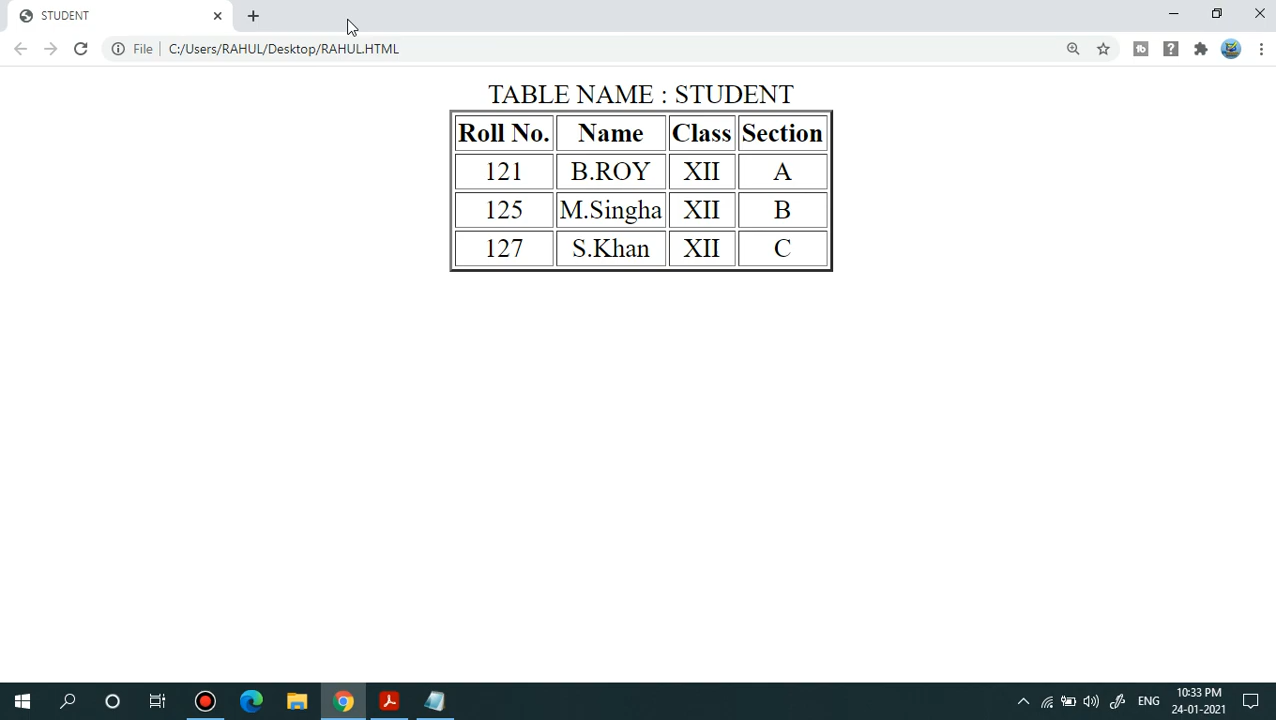 STUDENT
File C:/Users/RAHUL/Desktop/RAHUL.HTML
TABLE NAME : STUDENT
Roll No. Name Class Section
121 B.ROY XII A
125 M.Singha XII B
127 S.Khan XII C
ENG
10:33 PM
24-01-2021